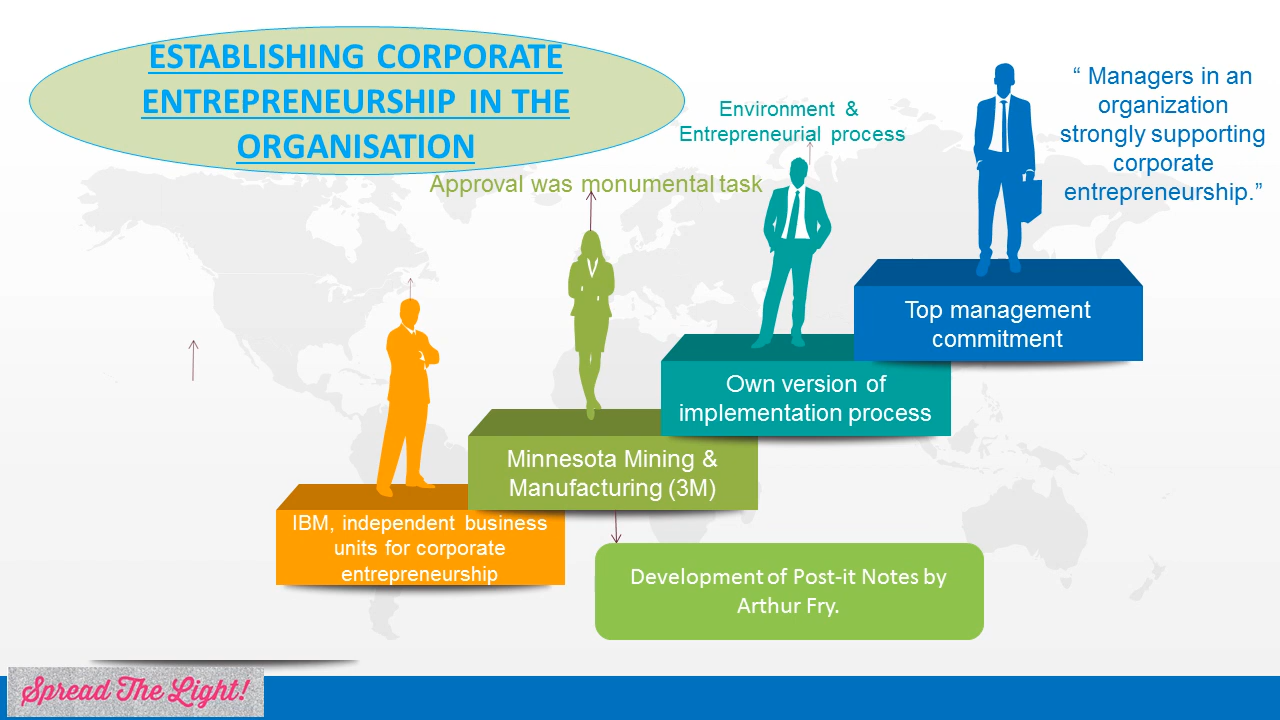 ESTABLISHING CORPORATE
ENTREPRENEURSHIP IN THE
ORGANISATION
Environment &
Entrepreneurial process
“ Managers in an
organization
strongly supporting
corporate
entrepreneurship.”
Approval was monumental task
Top management
commitment
Own version of
implementation process
Minnesota Mining &
Manufacturing (3M)
IBM, independent business
units for corporate
entrepreneurship
Development of Post-it Notes by
Arthur Fry.
Spread The Light!